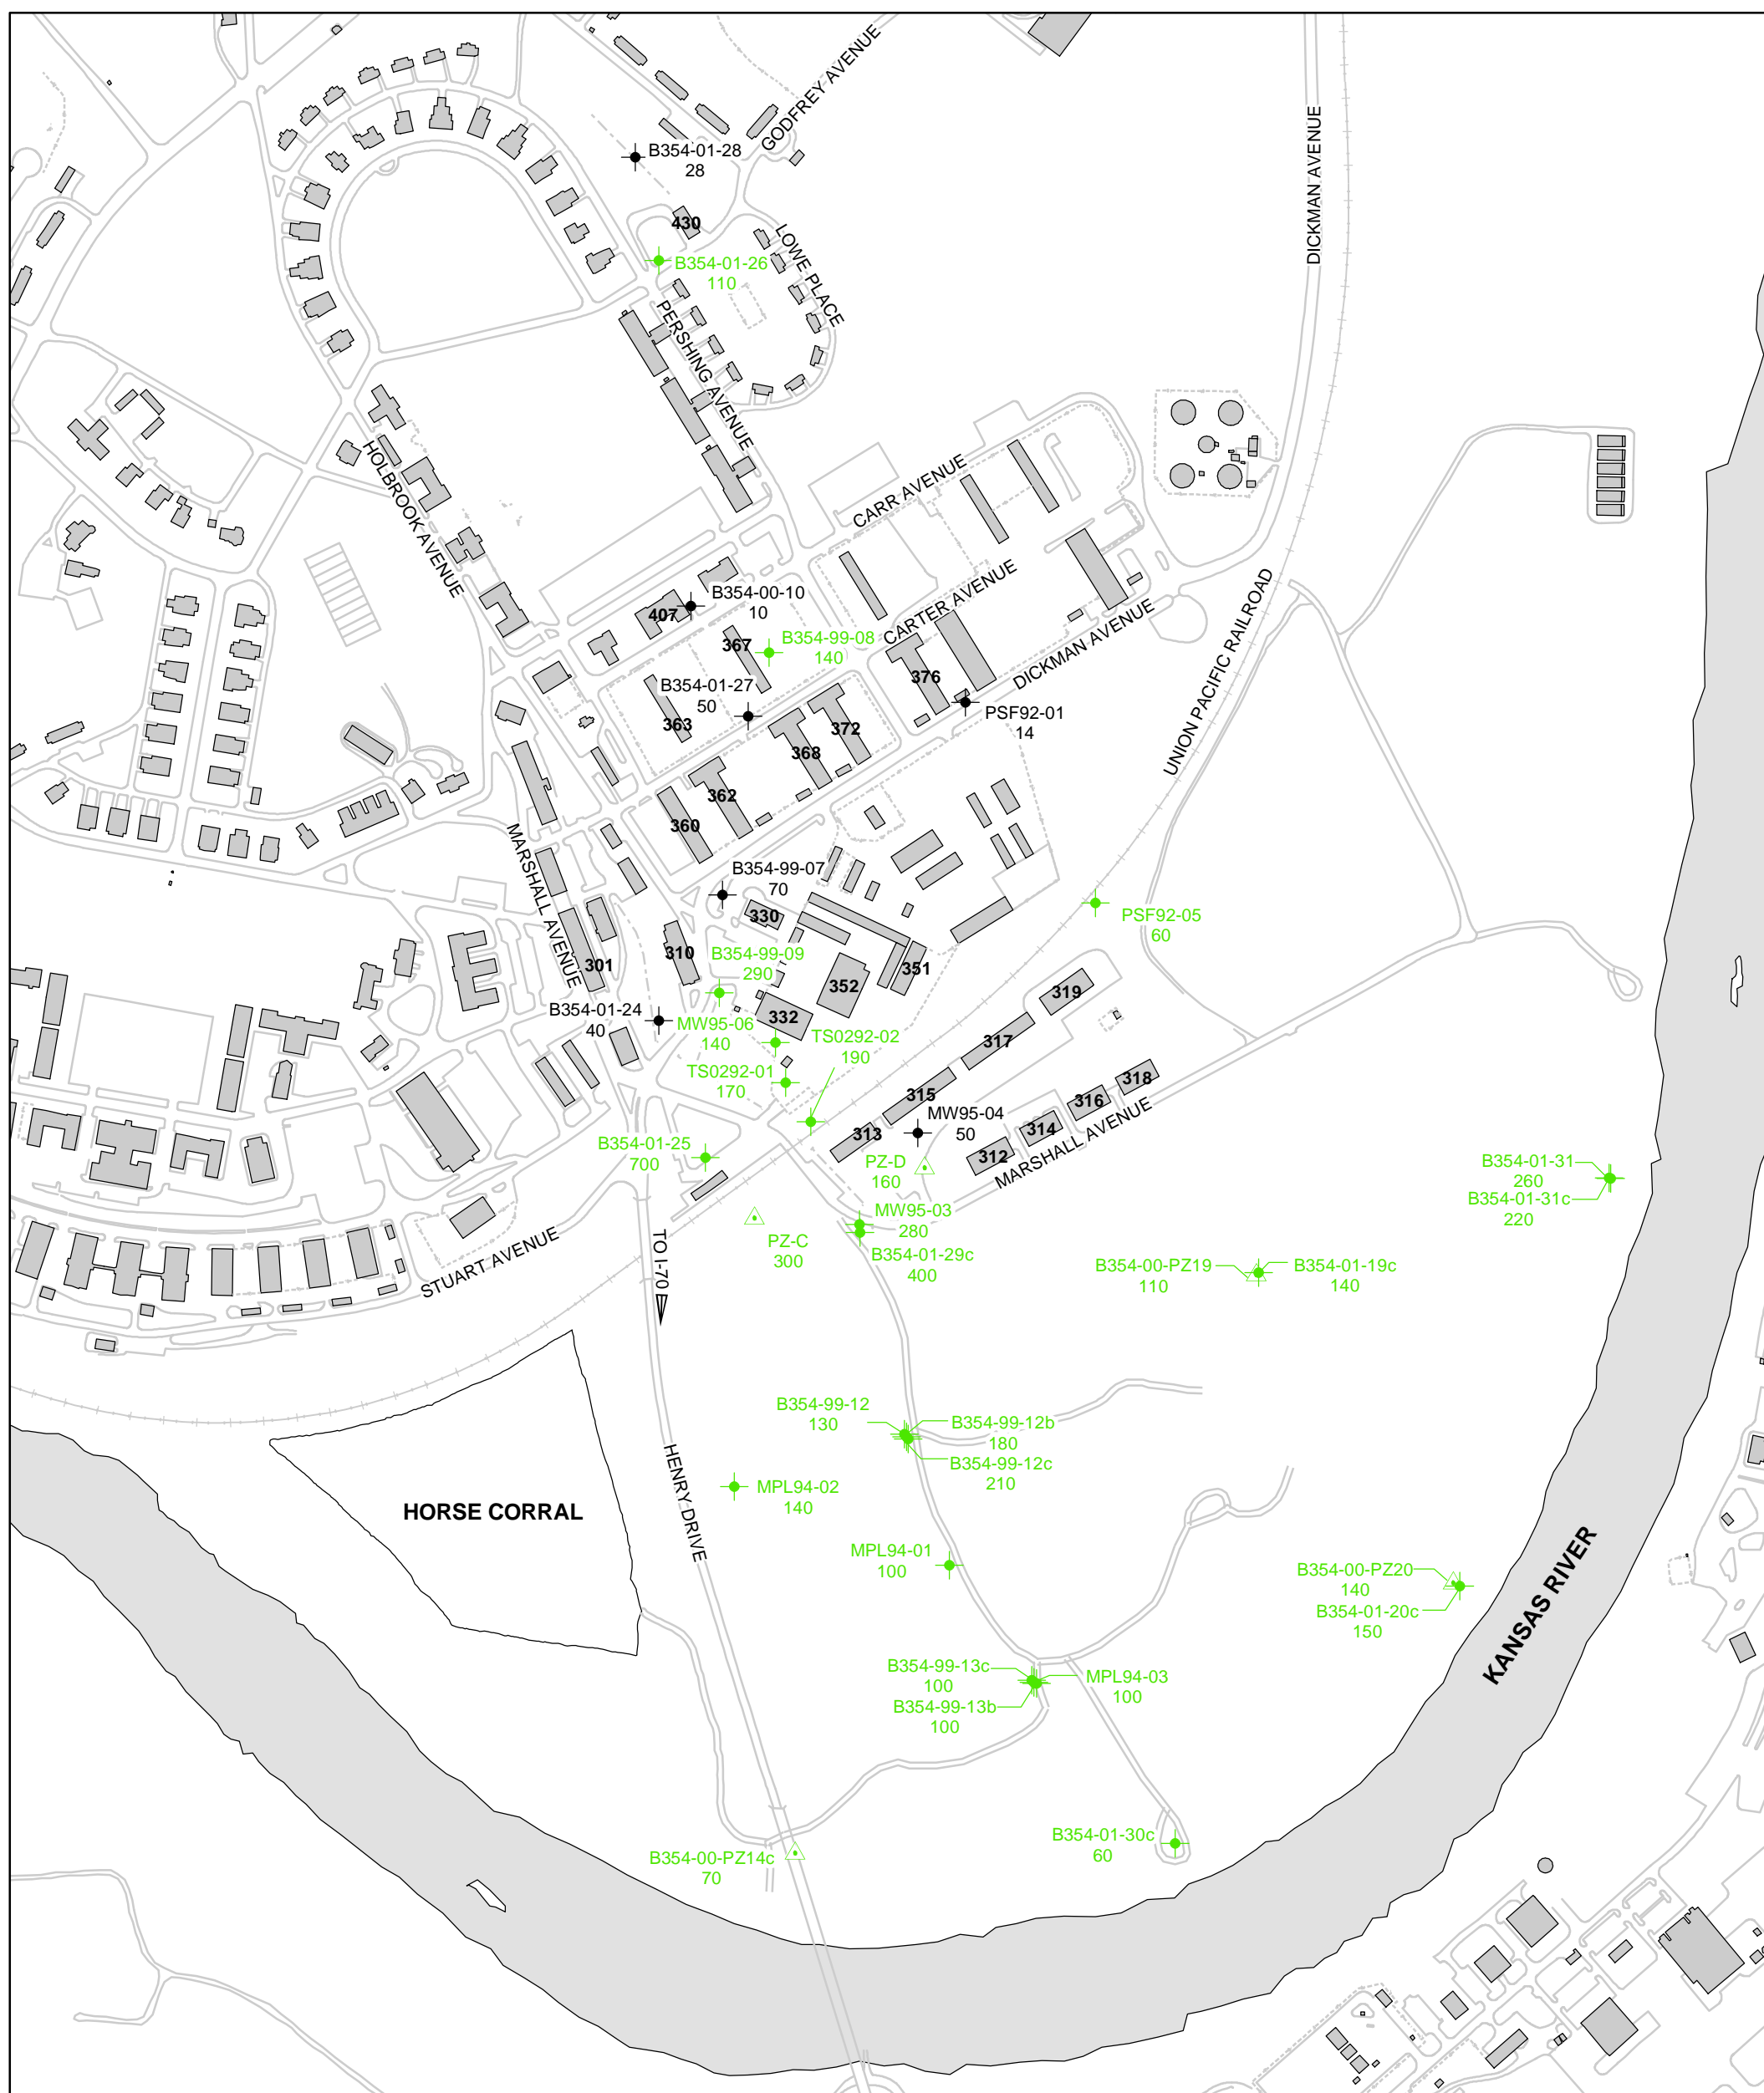 GODFREY AVENUE
DICKMAN AVENUE
B354-01-28
28
430
LOWE PLACE
B354-01-26
110
PERSHING AVENUE
HOLBROOK AVENUE
CARR AVENUE
CARTER AVENUE
DICKMAN AVENUE
UNION PACIFIC RAILROAD
B354-00-10
10
407
367
B354-99-08
140
376
B354-01-27
50
363
PSF92-01
14
372
368
362
360
MARSHALL AVENUE
B354-99-07
70
330
PSF92-05
60
310
B354-99-09
290
301
351
352
319
332
B354-01-24
40
MW95-06
140
TS0292-02
190
317
TS0292-01
170
318
315
316
MW95-04
50
314
313
312
MARSHALL AVENUE
B354-01-25
700
PZ-D
160
B354-01-31
260
B354-01-31c
220
MW95-03
280
PZ-C
300
B354-01-29c
400
B354-00-PZ19
110
B354-01-19c
140
STUART AVENUE
TO I-70
B354-99-12
130
B354-99-12b
180
B354-99-12c
210
HENRY DRIVE
MPL94-02
140
HORSE CORRAL
MPL94-01
100
B354-00-PZ20
140
B354-01-20c
150
KANSAS RIVER
B354-99-13c
100
MPL94-03
100
B354-99-13b
100
B354-01-30c
60
B354-00-PZ14c
70